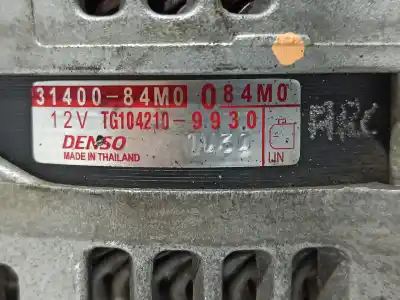 31400-84M0 084M0
12V TG104210-9930
DENSO
MADE IN THAILAND
LIN